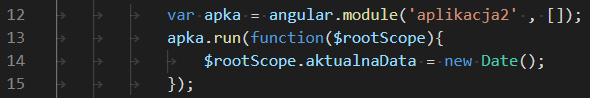 12 var apka = angular.module('aplikacja2' , []);
13 apka.run(function($rootScope){
14 $rootScope.aktualnaData = new Date();
15 });